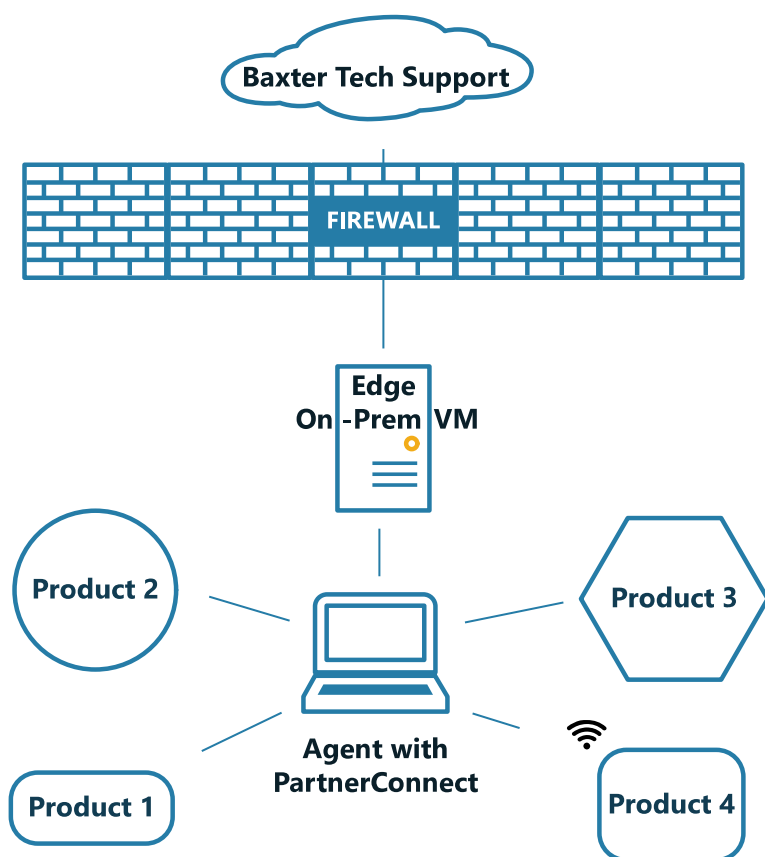 Baxter Tech Support
FIREWALL
Edge
On -Prem VM
Product 2
Product 3
Agent with
PartnerConnect
Product 1
Product 4